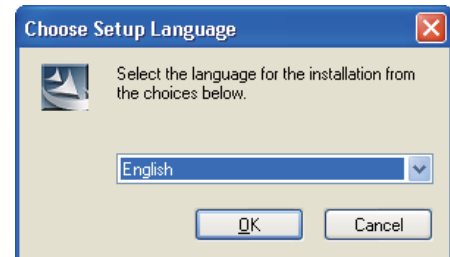 Choose Setup Language
Select the language for the installation from
the choices below.
English
OK
Cancel